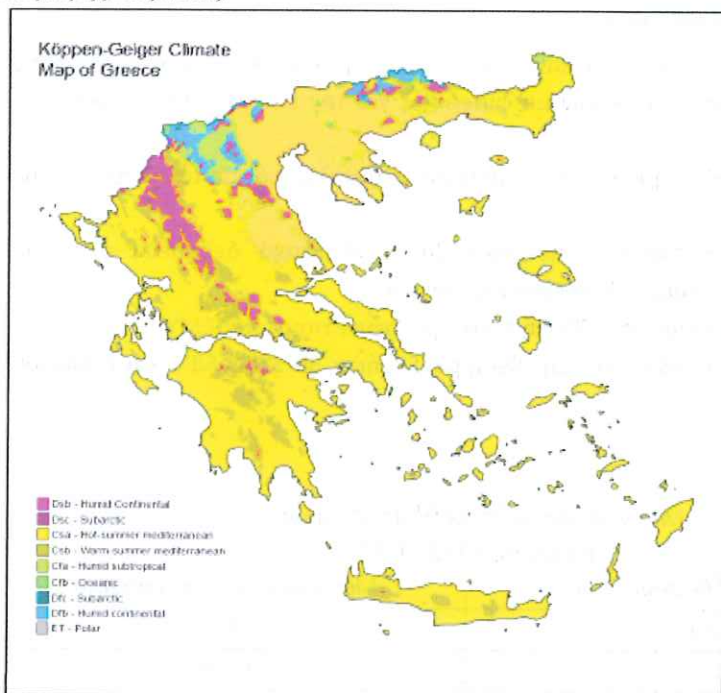 Köppen-Geiger Climate
Map of Greece
Dsb - Humid Continental
Dsc - Subarctic
Csa - Hot-summer mediterranean
Csb - Warm-summer mediterranean
Cfa - Humid subtropical
Cfb - Oceanic
Dfc - Subarctic
Dfb - Humid continental
ET - Polar